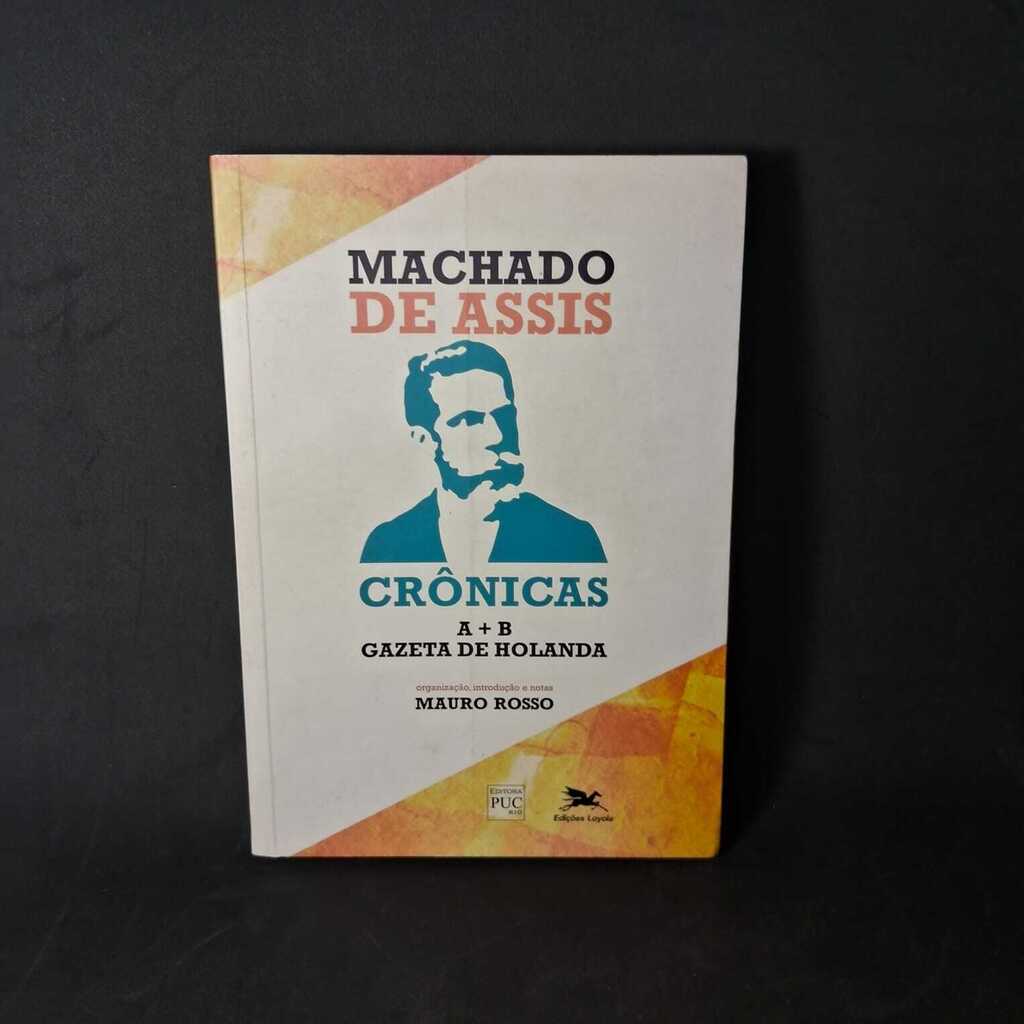 MACHADO
DE ASSIS
CRÔNICAS
A + B
GAZETA DE HOLANDA
organização, introdução e notas
MAURO ROSSO
EDITORA
PUC
RIO
Edições Loyola